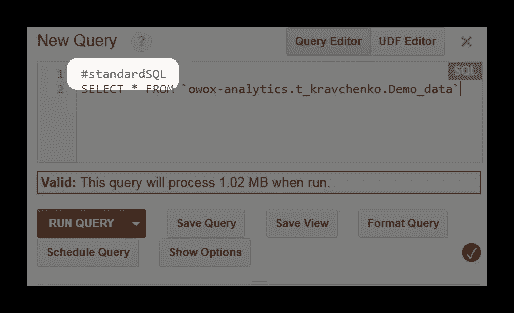 New Query ? Query Editor UDF Editor ×
1 #standardSQL SQL
2 SELECT * FROM `owox-analytics.t_kravchenko.Demo_data`
Valid: This query will process 1.02 MB when run.
RUN QUERY Save Query Save View Format Query
Schedule Query Show Options